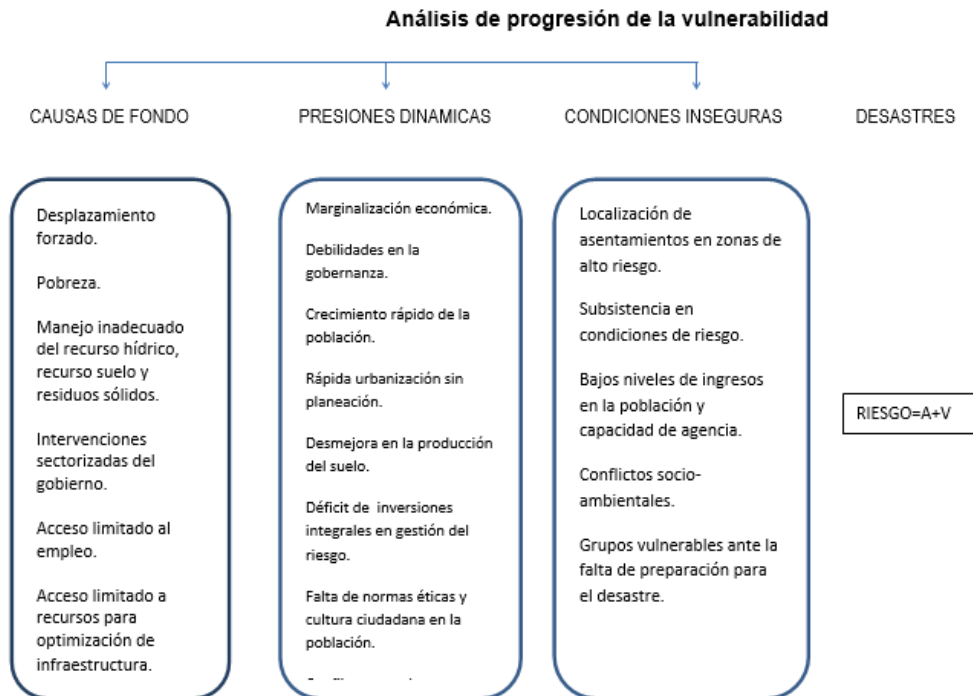 Análisis de progresión de la vulnerabilidad
CAUSAS DE FONDO
PRESIONES DINAMICAS
CONDICIONES INSEGURAS
DESASTRES
Desplazamiento
forzado.
Pobreza.
Manejo inadecuado
del recurso hídrico,
recurso suelo y
residuos sólidos.
Intervenciones
sectorizadas del
gobierno.
Acceso limitado al
empleo.
Acceso limitado a
recursos para
optimización de
infraestructura.
Marginalización económica.
Debilidades en la
gobernanza.
Crecimiento rápido de la
población.
Rápida urbanización sin
planeación.
Desmejora en la producción
del suelo.
Déficit de inversiones
integrales en gestión del
riesgo.
Falta de normas éticas y
cultura ciudadana en la
población.
Localización de
asentamientos en zonas de
alto riesgo.
Subsistencia en
condiciones de riesgo.
Bajos niveles de ingresos
en la población y
capacidad de agencia.
Conflictos socio-
ambientales.
Grupos vulnerables ante la
falta de preparación para
el desastre.
RIESGO=A+V